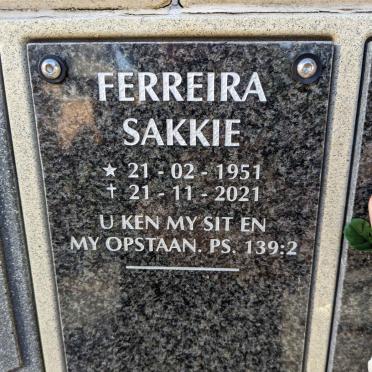 FERREIRA
SAKKIE
★ 21 - 02 - 1951
† 21 - 11 - 2021
U KEN MY SIT EN
MY OPSTAAN. PS. 139:2